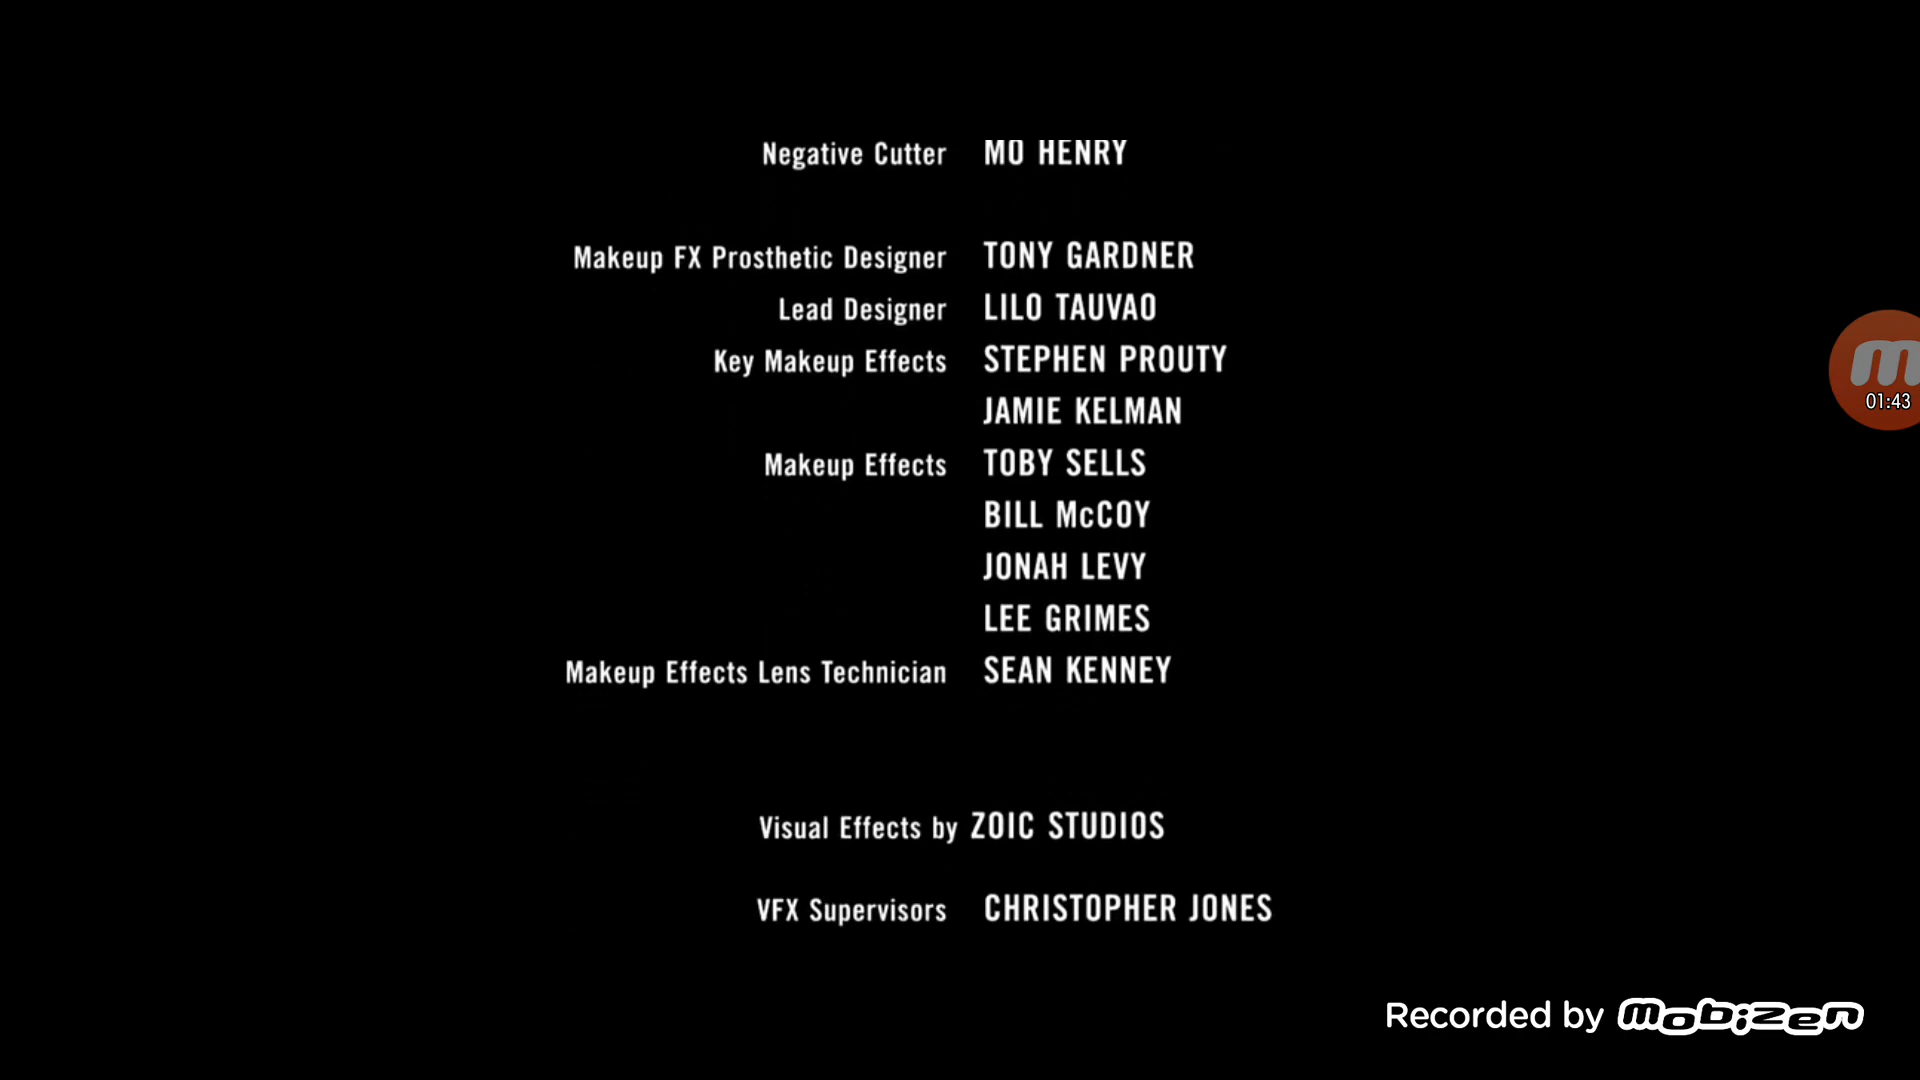 Negative Cutter MO HENRY
Makeup FX Prosthetic Designer TONY GARDNER
Lead Designer LILO TAUVAO
Key Makeup Effects STEPHEN PROUTY
JAMIE KELMAN
Makeup Effects TOBY SELLS
BILL McCOY
JONAH LEVY
LEE GRIMES
Makeup Effects Lens Technician SEAN KENNEY
Visual Effects by ZOIC STUDIOS
VFX Supervisors CHRISTOPHER JONES
m
01:43
Recorded by mobizen